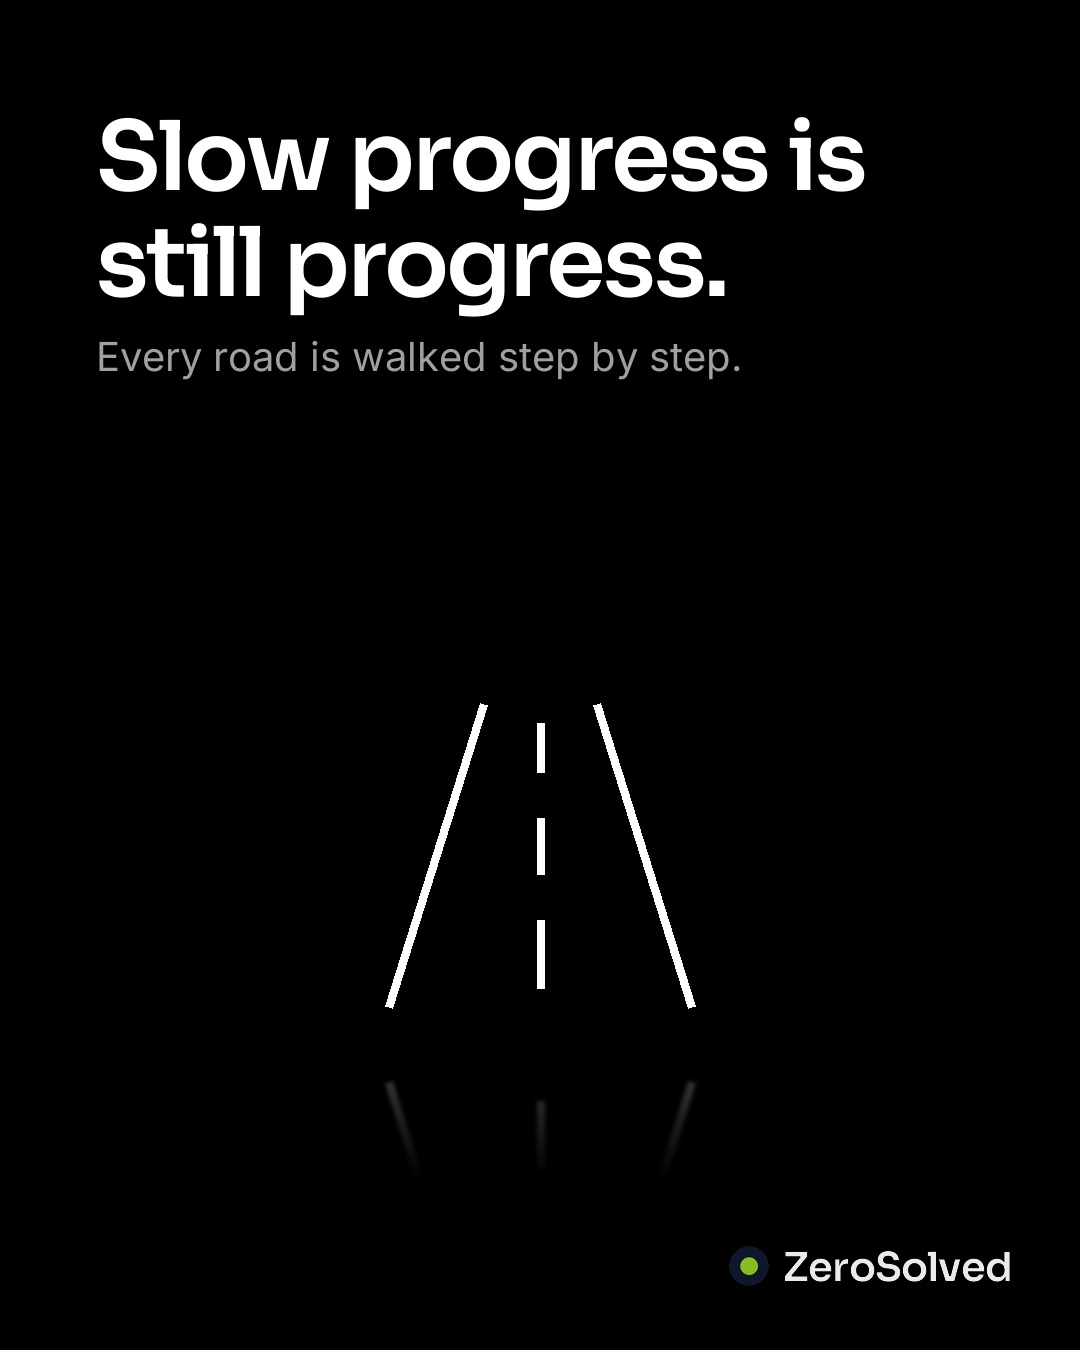 Slow progress is
still progress.
Every road is walked step by step.
ZeroSolved